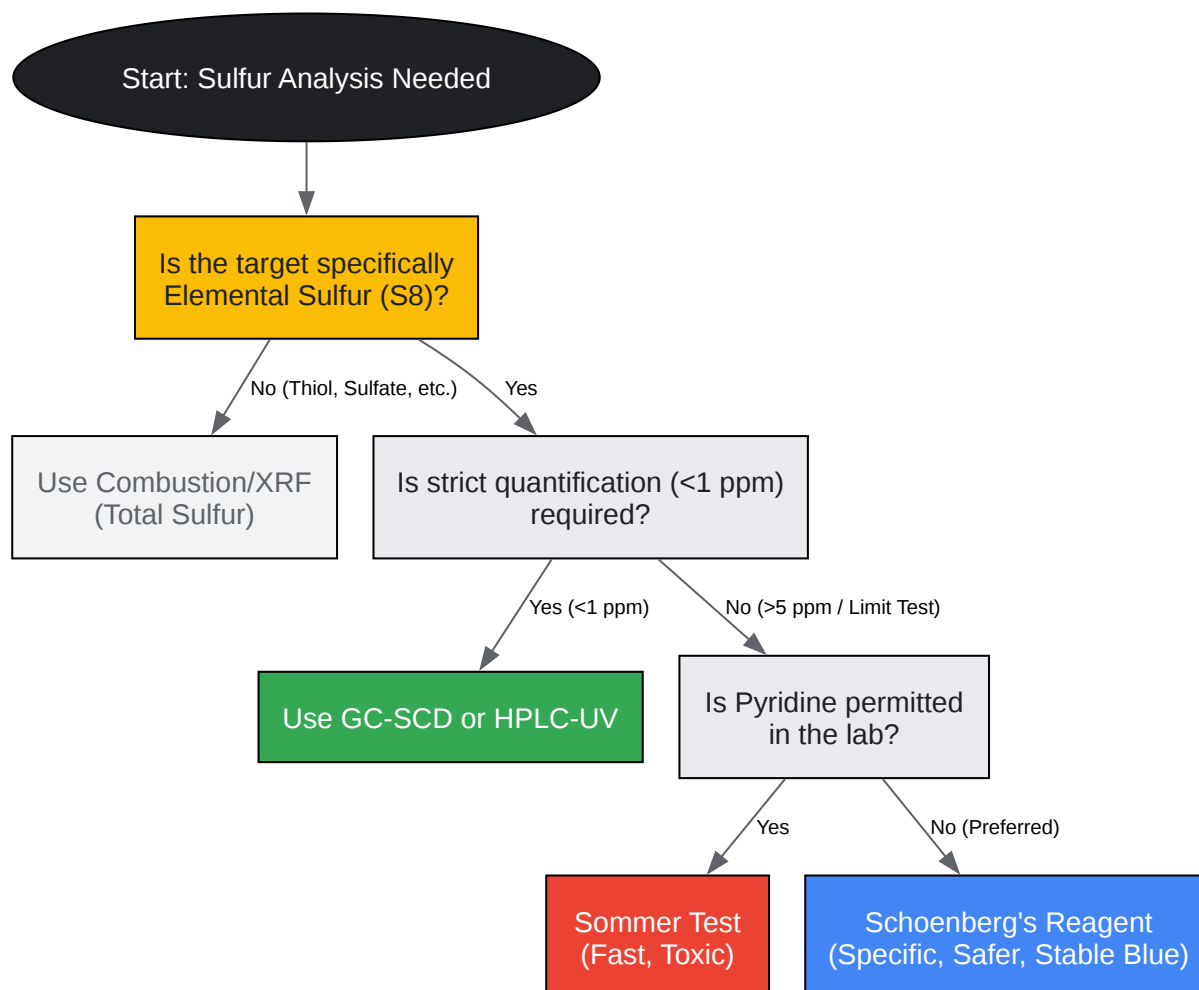 Start: Sulfur Analysis Needed
Is the target specifically
Elemental Sulfur (S8)?
No (Thiol, Sulfate, etc.)
Yes
Use Combustion/XRF
(Total Sulfur)
Is strict quantification (<1 ppm)
required?
Yes (<1 ppm)
No (>5 ppm / Limit Test)
Use GC-SCD or HPLC-UV
Is Pyridine permitted
in the lab?
Yes
No (Preferred)
Sommer Test
(Fast, Toxic)
Schoenberg's Reagent
(Specific, Safer, Stable Blue)